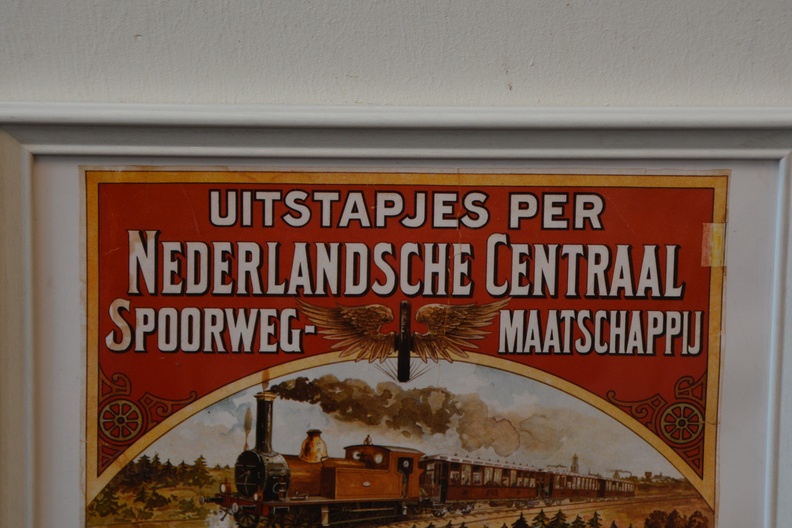 UITSTAPJES PER
NEDERLANDSCHE CENTRAAL
SPOORWEG-MAATSCHAPPIJ